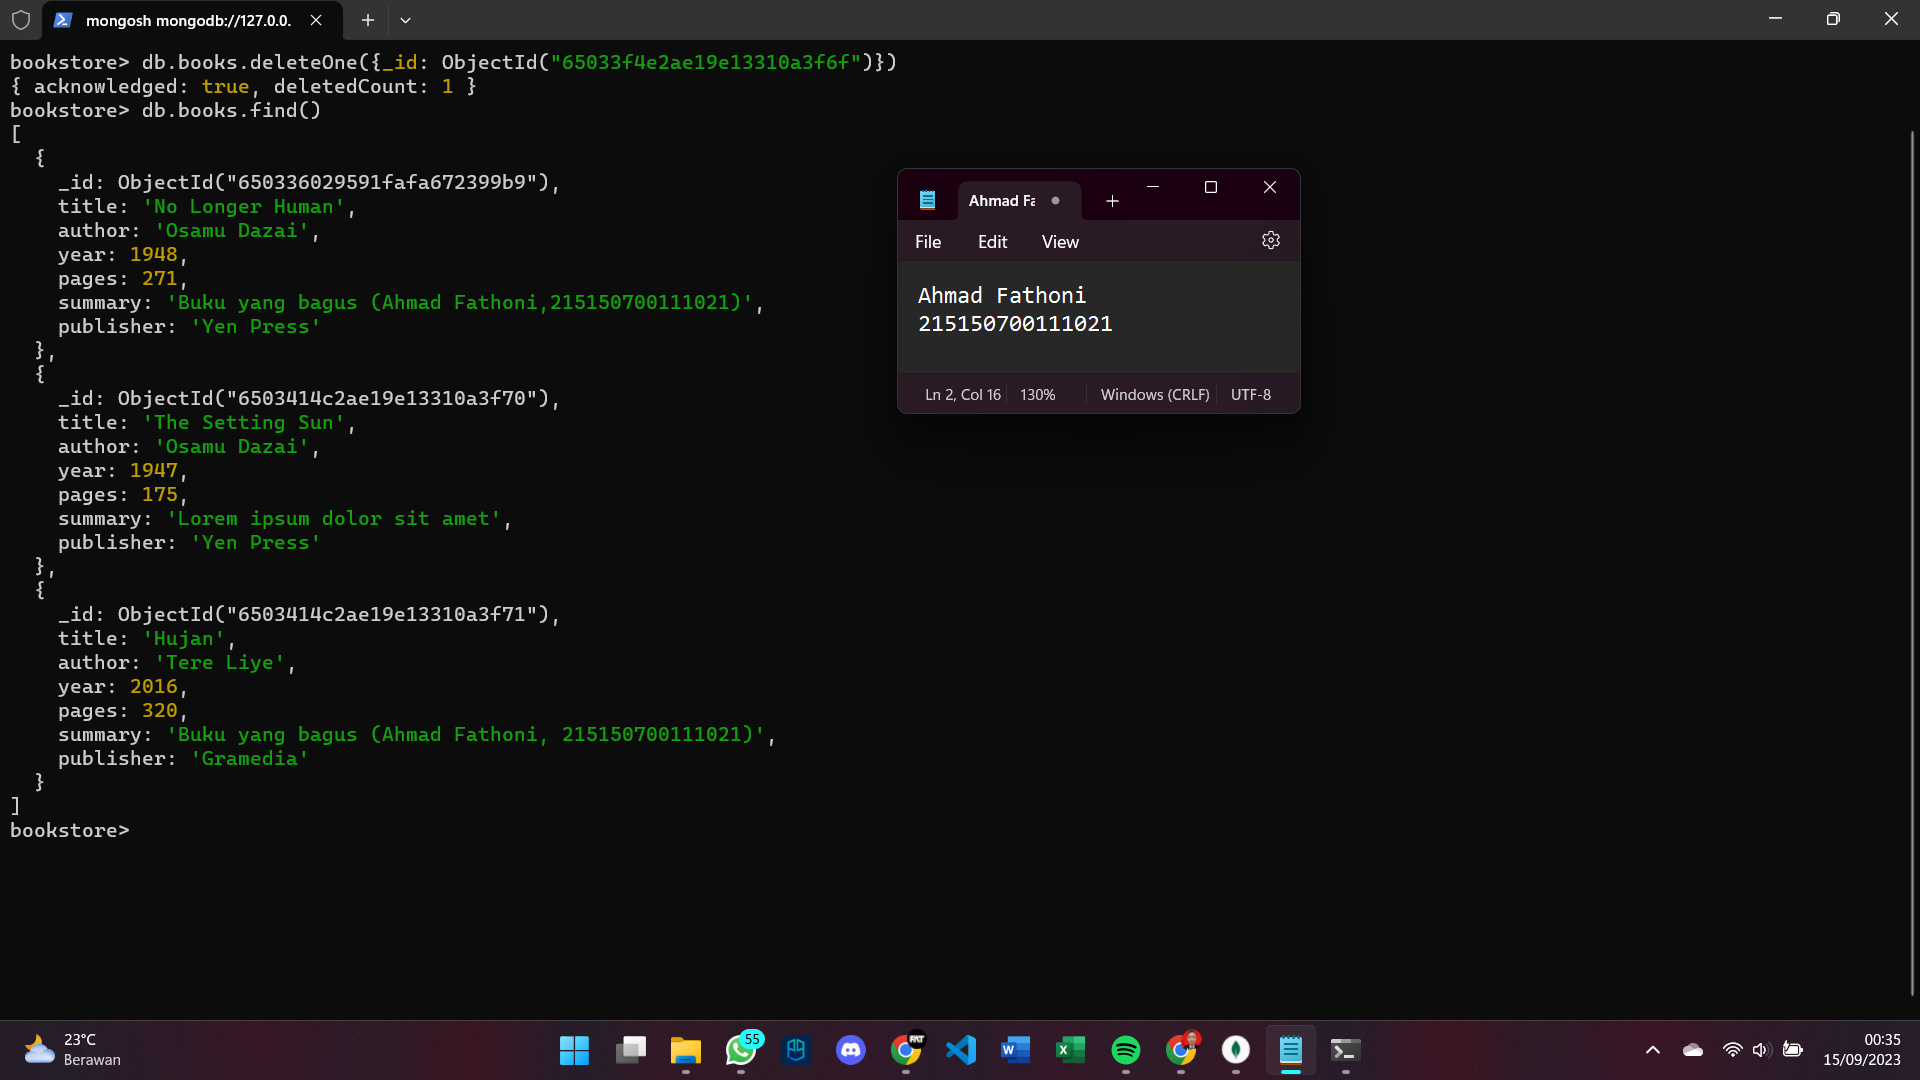 mongosh mongodb://127.0.0.
bookstore> db.books.deleteOne({_id: ObjectId("65033f4e2ae19e13310a3f6f")})
{ acknowledged: true, deletedCount: 1 }
bookstore> db.books.find()
[
  {
    _id: ObjectId("650336029591fafa672399b9"),
    title: 'No Longer Human',
    author: 'Osamu Dazai',
    year: 1948,
    pages: 271,
    summary: 'Buku yang bagus (Ahmad Fathoni,215150700111021)',
    publisher: 'Yen Press'
  },
  {
    _id: ObjectId("6503414c2ae19e13310a3f70"),
    title: 'The Setting Sun',
    author: 'Osamu Dazai',
    year: 1947,
    pages: 175,
    summary: 'Lorem ipsum dolor sit amet',
    publisher: 'Yen Press'
  },
  {
    _id: ObjectId("6503414c2ae19e13310a3f71"),
    title: 'Hujan',
    author: 'Tere Liye',
    year: 2016,
    pages: 320,
    summary: 'Buku yang bagus (Ahmad Fathoni, 215150700111021)',
    publisher: 'Gramedia'
  }
]
bookstore>
Ahmad Fa
File Edit View
Ahmad Fathoni
215150700111021
Ln 2, Col 16 130% Windows (CRLF) UTF-8
23°C
Berawan
55
FAT
00:35
15/09/2023